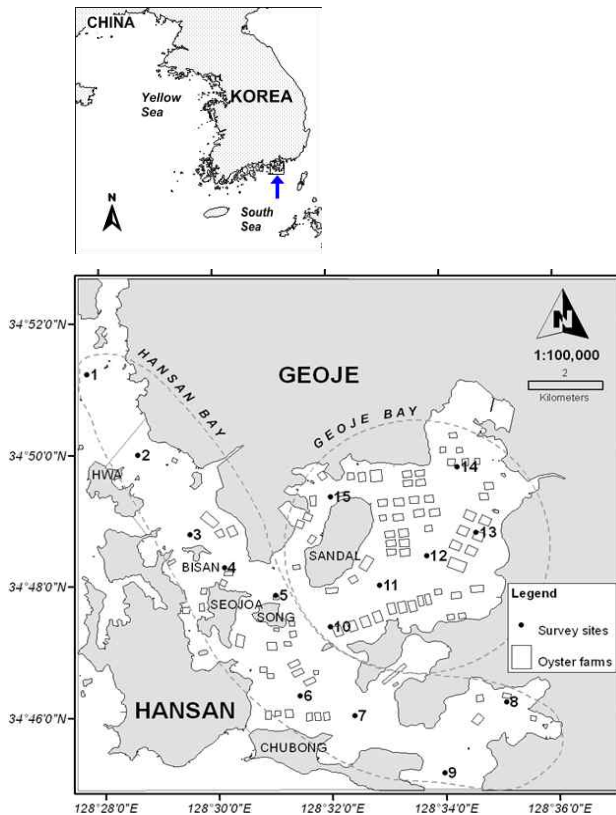 CHINA
Yellow
Sea
KOREA
N
South
Sea
34°52'0"N
34°50'0"N
34°48'0"N
34°46'0"N
HANSAN BAY
GEOJE
N
1:100,000
2
Kilometers
GEOJE BAY
1
2
HWA
14
15
3
13
SANDAL
12
BISAN
4
11
5
SEOJOA
SONG
10
Legend
Survey sites
Oyster farms
6
8
HANSAN
7
CHUBONG
9
128°28'0"E
128°30'0"E
128°32'0"E
128°34'0"E
128°36'0"E